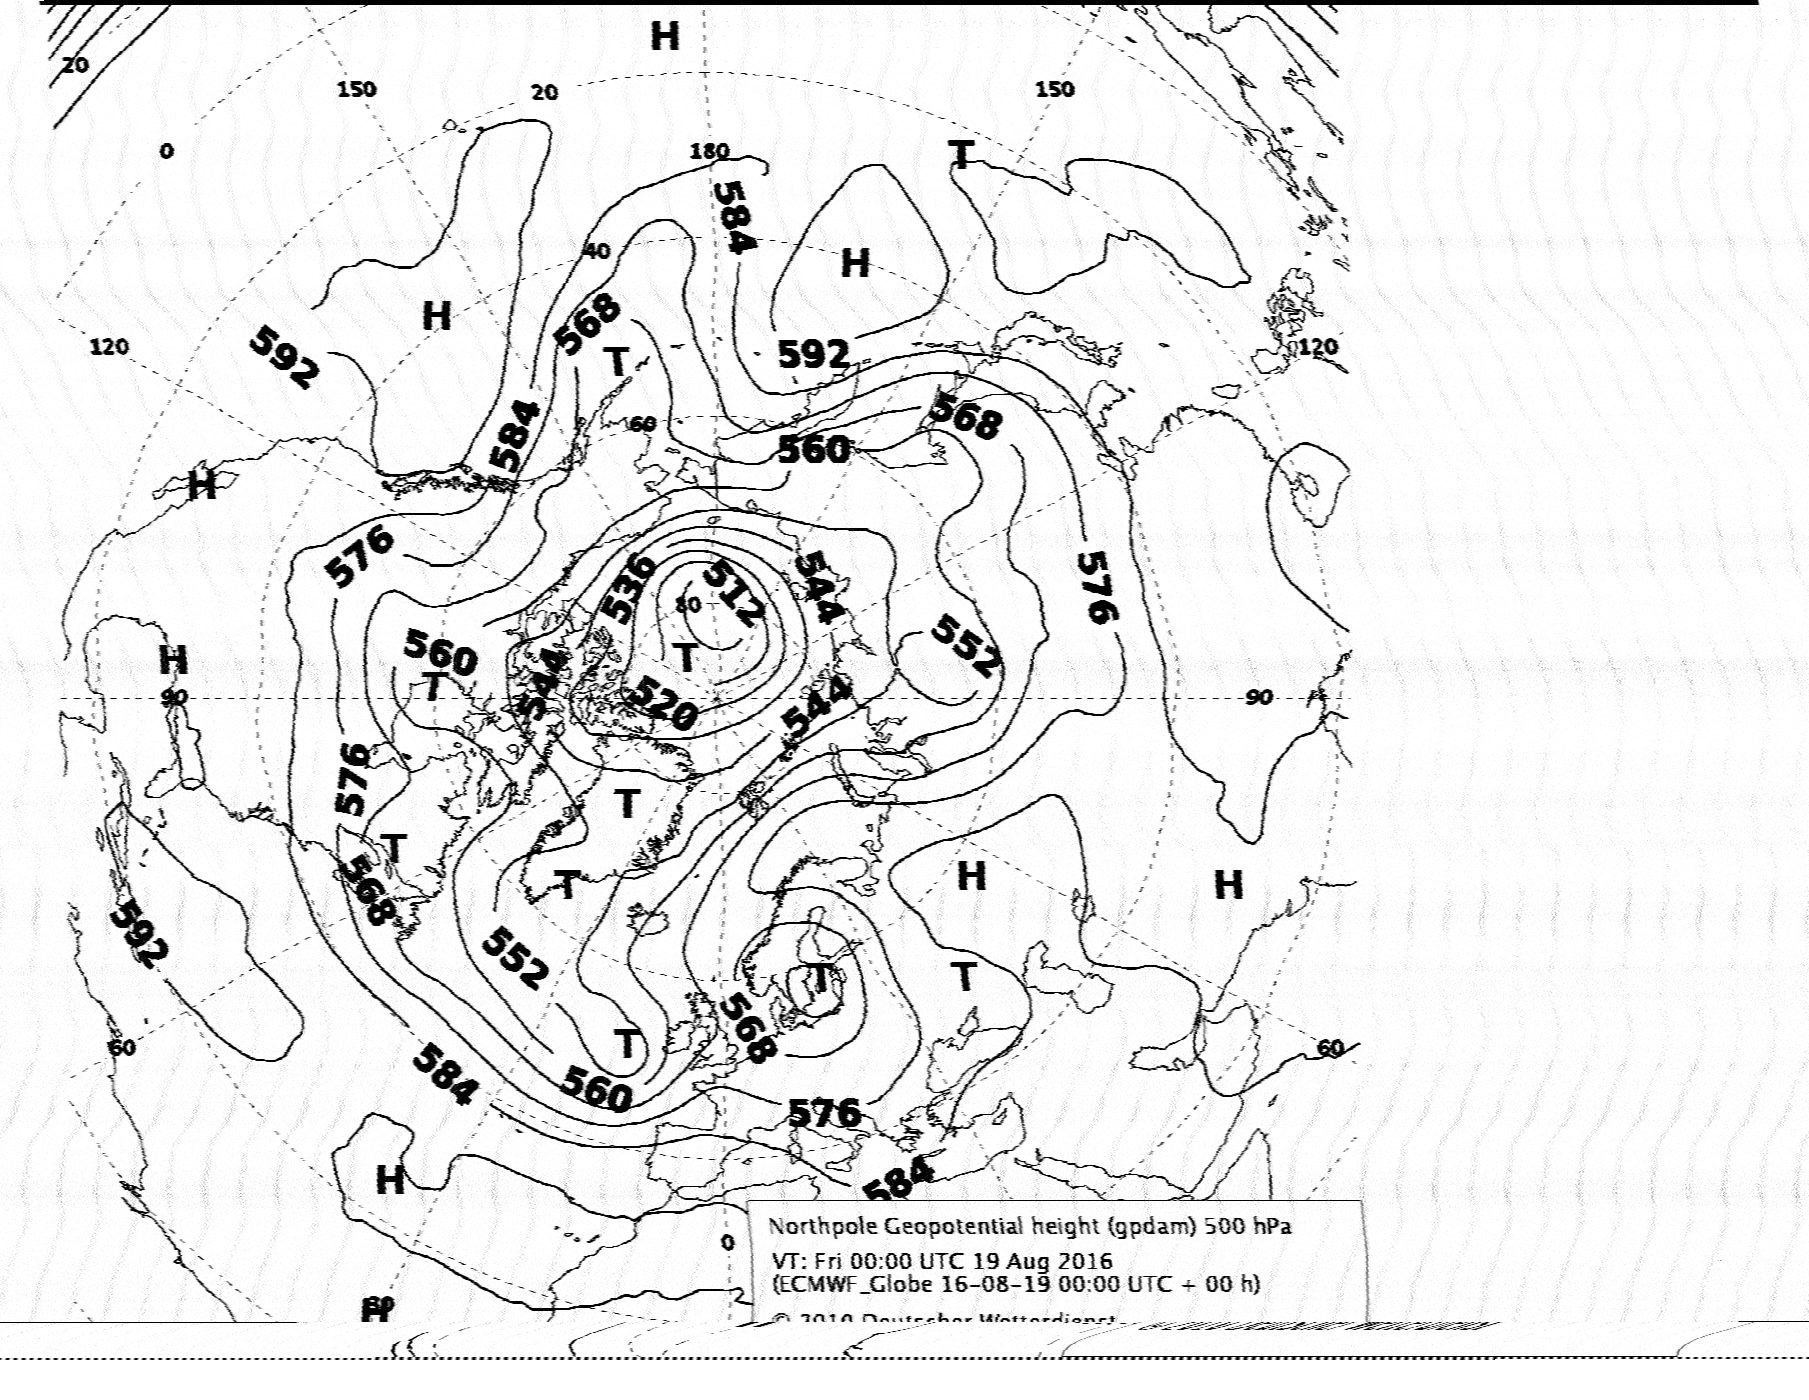 H
20
150
20
150
0
180
T
584
40
H
H
568
592
120
T
592
120
584
568
60
560
H
576
536
512
544
576
80
560
552
H
T
T
544
520
544
90
90
576
T
T
568
T
H
H
592
552
T
T
568
T
60
60
584
560
576
H
584
Northpole Geopotential height (gpdam) 500 hPa
0
VT: Fri 00:00 UTC 19 Aug 2016
(ECMWF_Globe 16-08-19 00:00 UTC + 00 h)
H
© 2010 Deutscher Wetterdienst